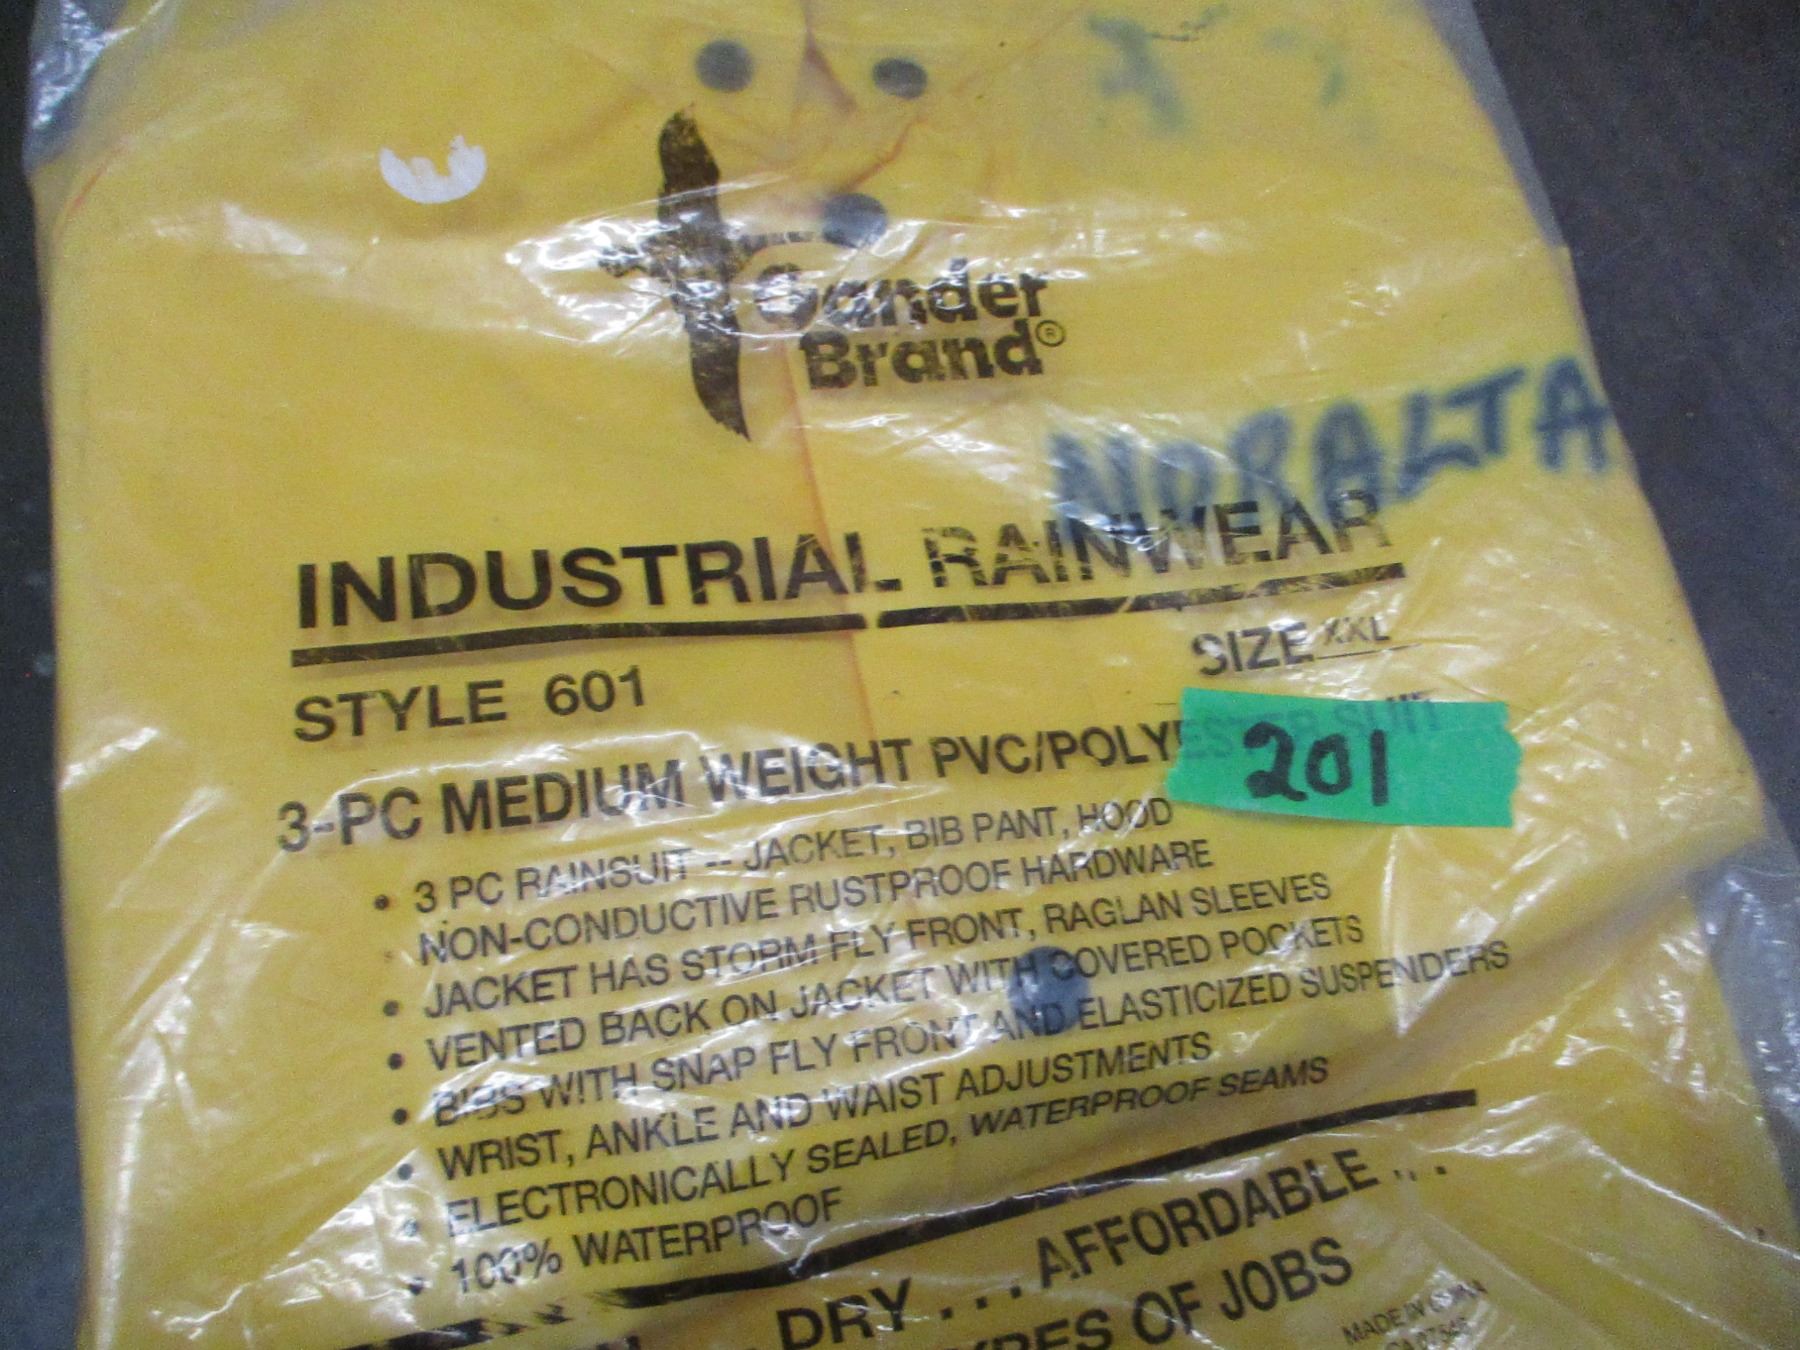 Gander
Brand®
NORALTA
INDUSTRIAL RAINWEAR
SIZE XXL
STYLE 601
3-PC MEDIUM WEIGHT PVC/POLYESTER SUIT
201
• 3 PC RAINSUIT -- JACKET, BIB PANT, HOOD
• NON-CONDUCTIVE RUSTPROOF HARDWARE
• JACKET HAS STORM FLY FRONT, RAGLAN SLEEVES
• VENTED BACK ON JACKET WITH COVERED POCKETS
• BIBS WITH SNAP FLY FRONT AND ELASTICIZED SUSPENDERS
• WRIST, ANKLE AND WAIST ADJUSTMENTS
• ELECTRONICALLY SEALED, WATERPROOF SEAMS
• 100% WATERPROOF
DRY . . . AFFORDABLE . . .
OF JOBS
MADE IN